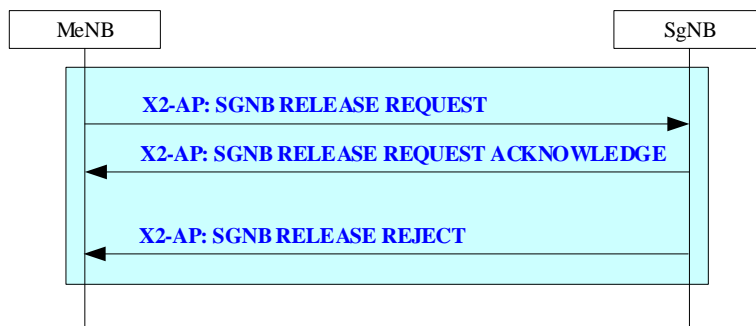 MeNB
SgNB
X2-AP: SGNB RELEASE REQUEST
X2-AP: SGNB RELEASE REQUEST ACKNOWLEDGE
X2-AP: SGNB RELEASE REJECT